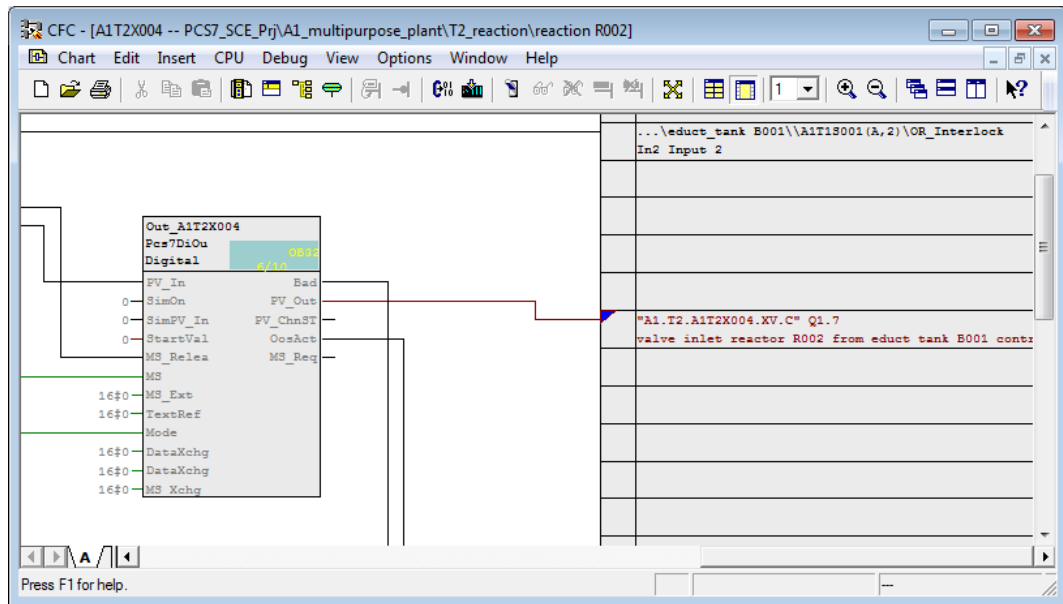 CFC - [A1T2X004 -- PCS7_SCE_Prj\A1_multipurpose_plant\T2_reaction\reaction R002]
Chart Edit Insert CPU Debug View Options Window Help
1
...\educt_tank B001\\A1T1S001(A,2)\OR_Interlock
In2 Input 2
Out_A1T2X004
Pcs7DiOu
Digital
OB32
6/10
PV_In Bad
0 SimOn PV_Out
0 SimPV_In PV_ChnST
0 StartVal OosAct
MS_Relea MS_Req
MS
16#0 MS_Ext
16#0 TextRef
Mode
16#0 DataXchg
16#0 DataXchg
16#0 MS_Xchg
"A1.T2.A1T2X004.XV.C" Q1.7
valve inlet reactor R002 from educt tank B001 contr
A
Press F1 for help.
---